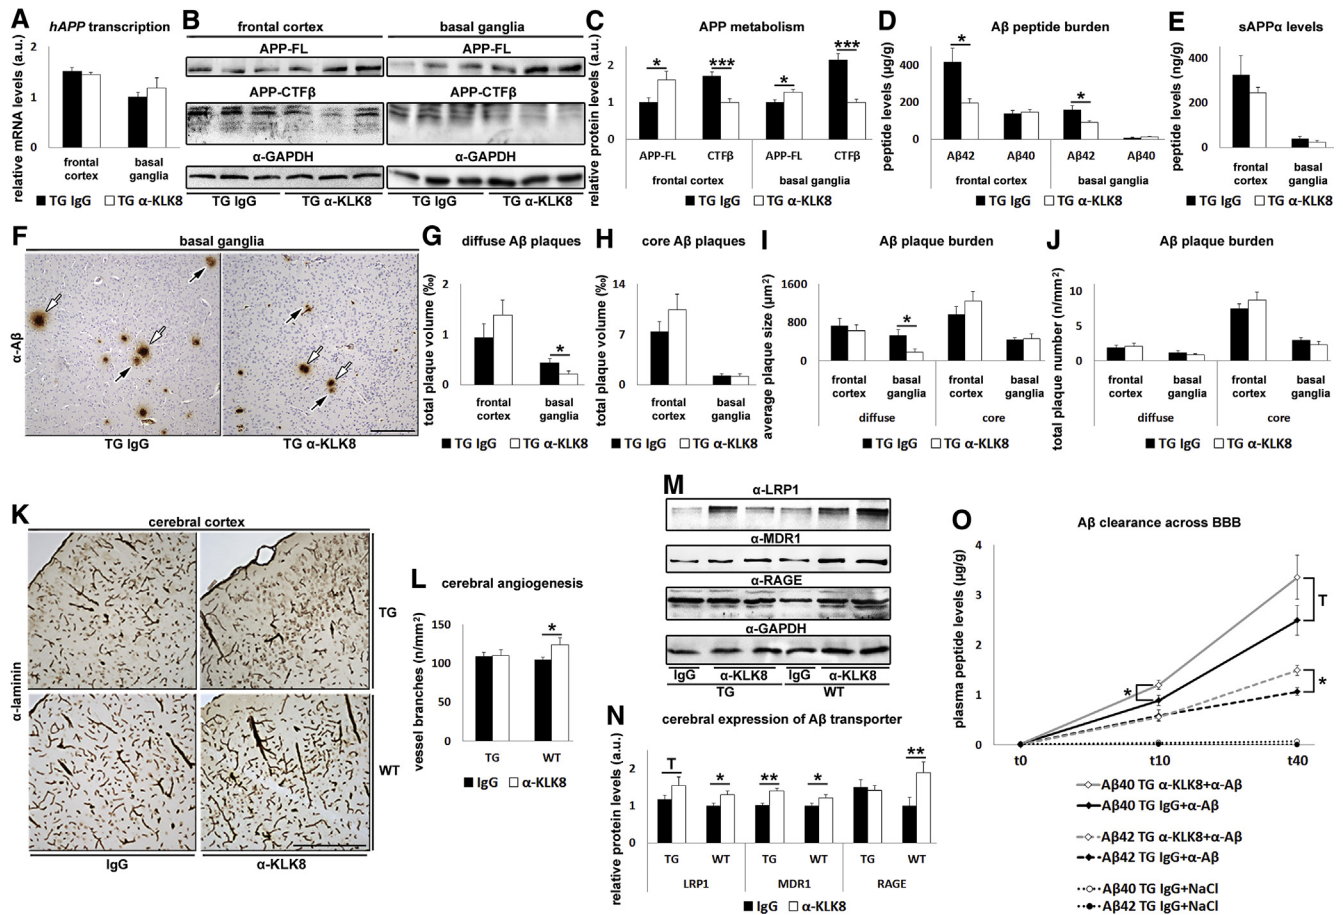 A
hAPP transcription
relative mRNA levels (a.u.)
2
1
0
frontal cortex
basal ganglia
TG IgG
TG α-KLK8
B
frontal cortex
basal ganglia
APP-FL
APP-FL
APP-CTFβ
APP-CTFβ
α-GAPDH
α-GAPDH
TG IgG
TG α-KLK8
TG IgG
TG α-KLK8
C
APP metabolism
relative protein levels (a.u.)
3
2
1
0
*
***
*
***
APP-FL
CTFβ
APP-FL
CTFβ
frontal cortex
basal ganglia
TG IgG
TG α-KLK8
D
Aβ peptide burden
peptide levels (µg/g)
600
400
200
0
*
*
Aβ42
Aβ40
Aβ42
Aβ40
frontal cortex
basal ganglia
TG IgG
TG α-KLK8
E
sAPPα levels
peptide levels (ng/g)
400
200
0
frontal cortex
basal ganglia
TG IgG
TG α-KLK8
F
basal ganglia
α-Aβ
TG IgG
TG α-KLK8
G
diffuse Aβ plaques
total plaque volume (‰)
4
2
0
*
frontal cortex
basal ganglia
TG IgG
TG α-KLK8
H
core Aβ plaques
total plaque volume (‰)
14
7
0
frontal cortex
basal ganglia
TG IgG
TG α-KLK8
I
Aβ plaque burden
average plaque size (µm²)
1600
800
0
*
frontal cortex
basal ganglia
frontal cortex
basal ganglia
diffuse
core
TG IgG
TG α-KLK8
J
Aβ plaque burden
total plaque number (n/mm²)
10
5
0
frontal cortex
basal ganglia
frontal cortex
basal ganglia
diffuse
core
TG IgG
TG α-KLK8
K
cerebral cortex
α-laminin
TG
WT
IgG
α-KLK8
L
cerebral angiogenesis
vessel branches (n/mm²)
150
100
50
0
*
TG
WT
IgG
α-KLK8
M
α-LRP1
α-MDR1
α-RAGE
α-GAPDH
IgG
α-KLK8
IgG
α-KLK8
TG
WT
N
cerebral expression of Aβ transporter
relative protein levels (a.u.)
2
1
0
T
*
**
*
**
TG
WT
TG
WT
TG
WT
LRP1
MDR1
RAGE
IgG
α-KLK8
O
Aβ clearance across BBB
plasma peptide levels (µg/g)
4
3
2
1
0
*
T
*
t0
t10
t40
Aβ40 TG α-KLK8+α-Aβ
Aβ40 TG IgG+α-Aβ
Aβ42 TG α-KLK8+α-Aβ
Aβ42 TG IgG+α-Aβ
Aβ40 TG IgG+NaCl
Aβ42 TG IgG+NaCl